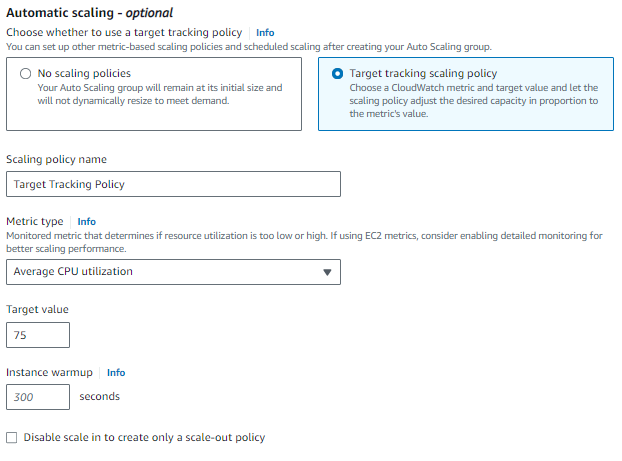 Automatic scaling - optional
Choose whether to use a target tracking policy Info
You can set up other metric-based scaling policies and scheduled scaling after creating your Auto Scaling group.
No scaling policies
Your Auto Scaling group will remain at its initial size and
will not dynamically resize to meet demand.
Target tracking scaling policy
Choose a CloudWatch metric and target value and let the
scaling policy adjust the desired capacity in proportion to
the metric's value.
Scaling policy name
Target Tracking Policy
Metric type Info
Monitored metric that determines if resource utilization is too low or high. If using EC2 metrics, consider enabling detailed monitoring for
better scaling performance.
Average CPU utilization
Target value
75
Instance warmup Info
300 seconds
Disable scale in to create only a scale-out policy